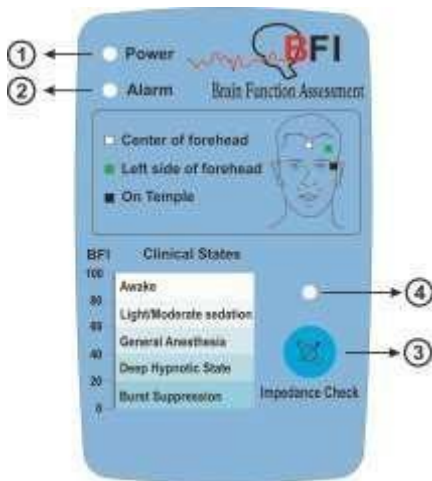 1
Power
BFI
2
Alarm
Brain Function Assessment
Center of forehead
Left side of forehead
On Temple
BFI Clinical States
100
Awake
80
Light/Moderate sedation
60
General Anesthesia
40
Deep Hypnotic State
20
Burst Suppression
0
4
3
Impedance Check